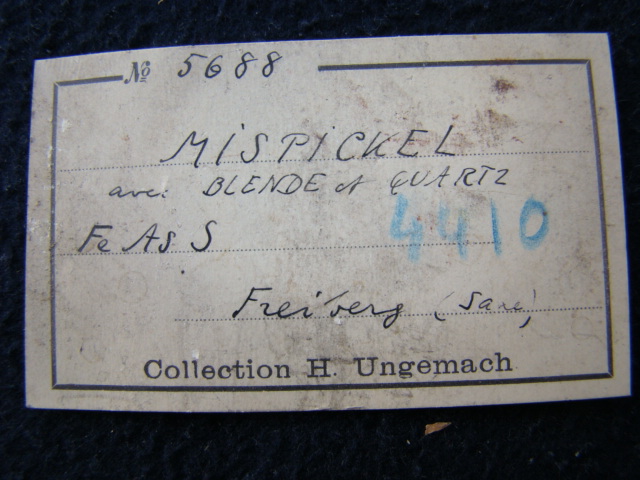 № 5688
MISPICKEL
avec BLENDE et QUARTZ
Fe As S
4410
Freiberg (Saxe)
Collection H. Ungemach